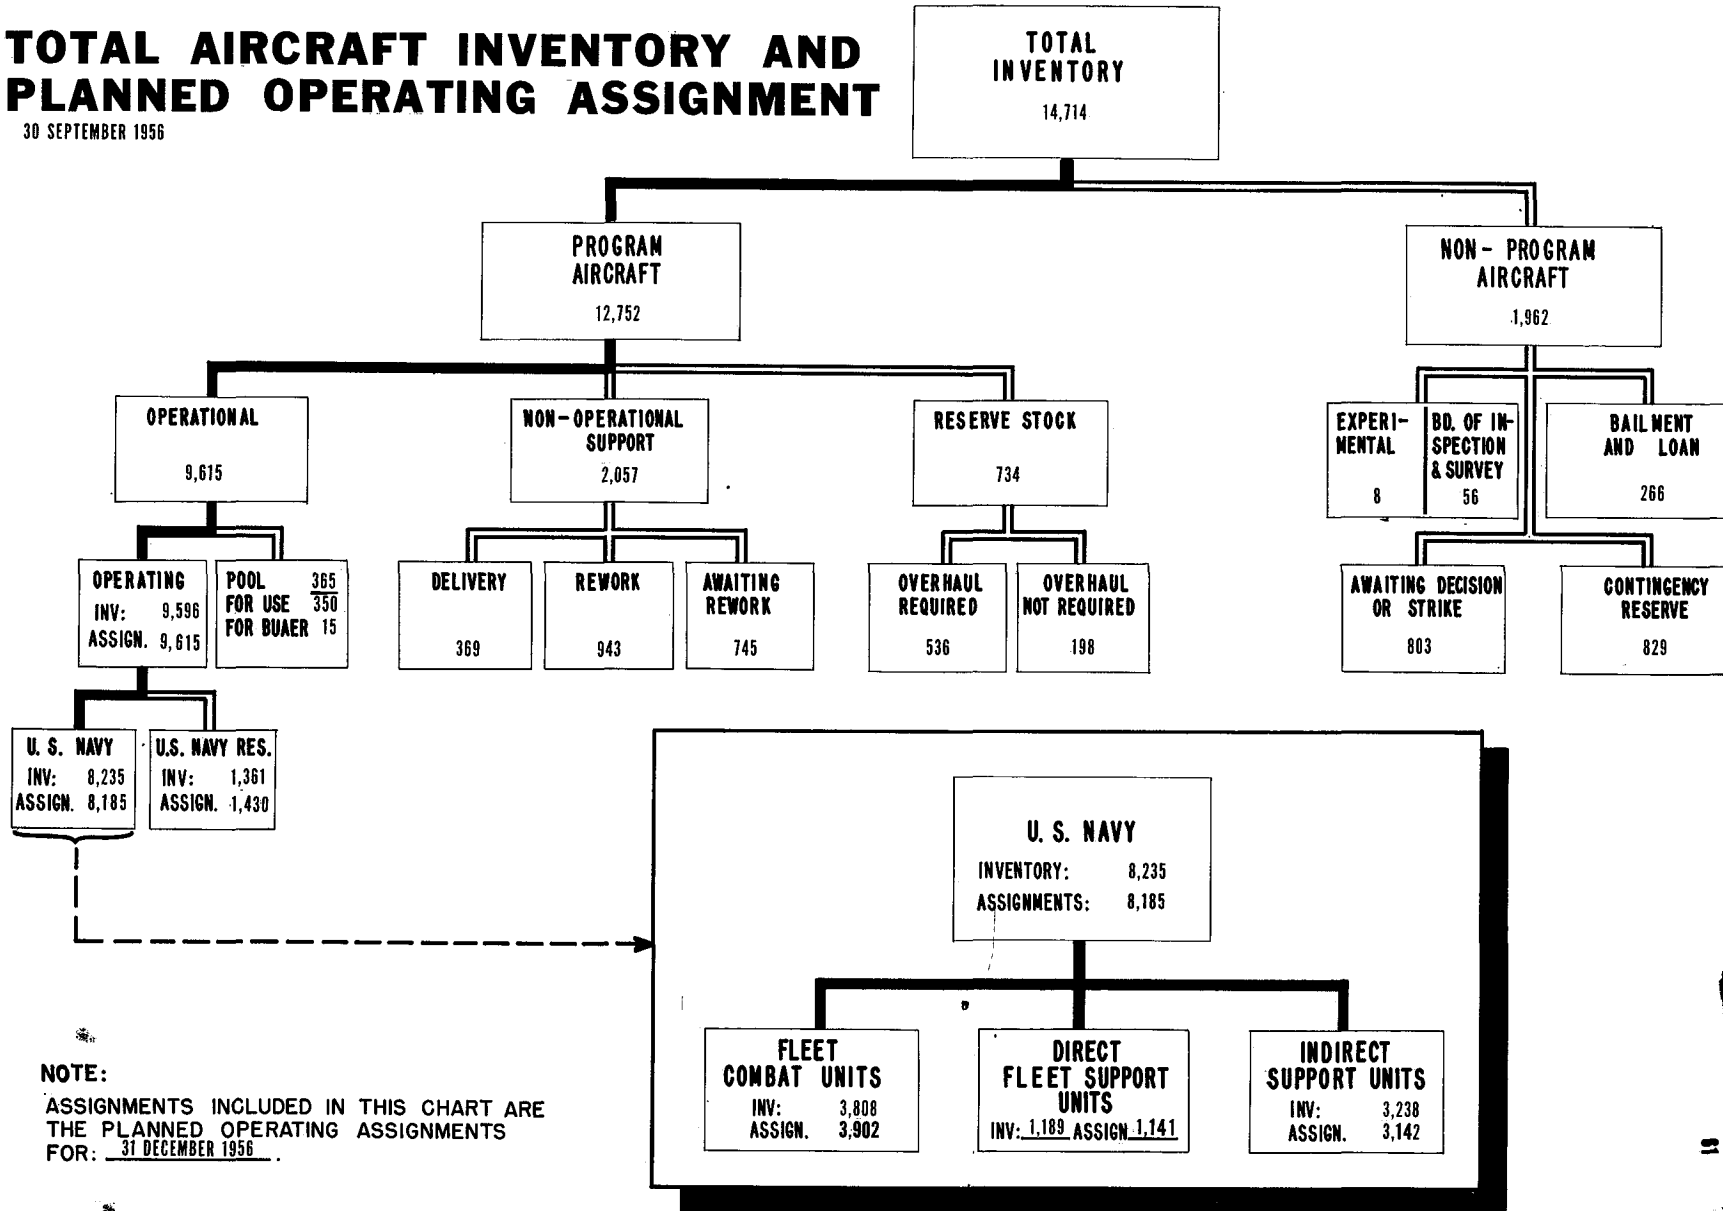 TOTAL AIRCRAFT INVENTORY AND
PLANNED OPERATING ASSIGNMENT
30 SEPTEMBER 1956
TOTAL
INVENTORY
14,714
PROGRAM
AIRCRAFT
12,752
NON-PROGRAM
AIRCRAFT
1,962
OPERATIONAL
9,615
NON-OPERATIONAL
SUPPORT
2,057
RESERVE STOCK
734
EXPERI-
MENTAL
8
BD. OF IN-
SPECTION
& SURVEY
56
BAILMENT
AND LOAN
266
OPERATING
INV: 9,596
ASSIGN. 9,615
POOL 365
FOR USE 350
FOR BUAER 15
DELIVERY
369
REWORK
943
AWAITING
REWORK
745
OVERHAUL
REQUIRED
536
OVERHAUL
NOT REQUIRED
198
AWAITING DECISION
OR STRIKE
803
CONTINGENCY
RESERVE
829
U. S. NAVY
INV: 8,235
ASSIGN. 8,185
U.S. NAVY RES.
INV: 1,361
ASSIGN. 1,430
U. S. NAVY
INVENTORY: 8,235
ASSIGNMENTS: 8,185
FLEET
COMBAT UNITS
INV: 3,808
ASSIGN. 3,902
DIRECT
FLEET SUPPORT
UNITS
INV: 1,189 ASSIGN 1,141
INDIRECT
SUPPORT UNITS
INV: 3,238
ASSIGN. 3,142
NOTE:
ASSIGNMENTS INCLUDED IN THIS CHART ARE
THE PLANNED OPERATING ASSIGNMENTS
FOR: 31 DECEMBER 1956.